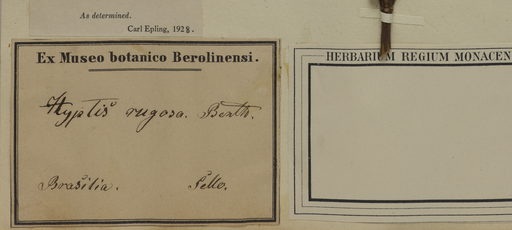 As determined.
Carl Epling, 1928.
Ex Museo botanico Berolinensi.
HERBARIUM REGIUM MONACEN
Hyptis rugosa. Benth.
Brasilia. Sello.